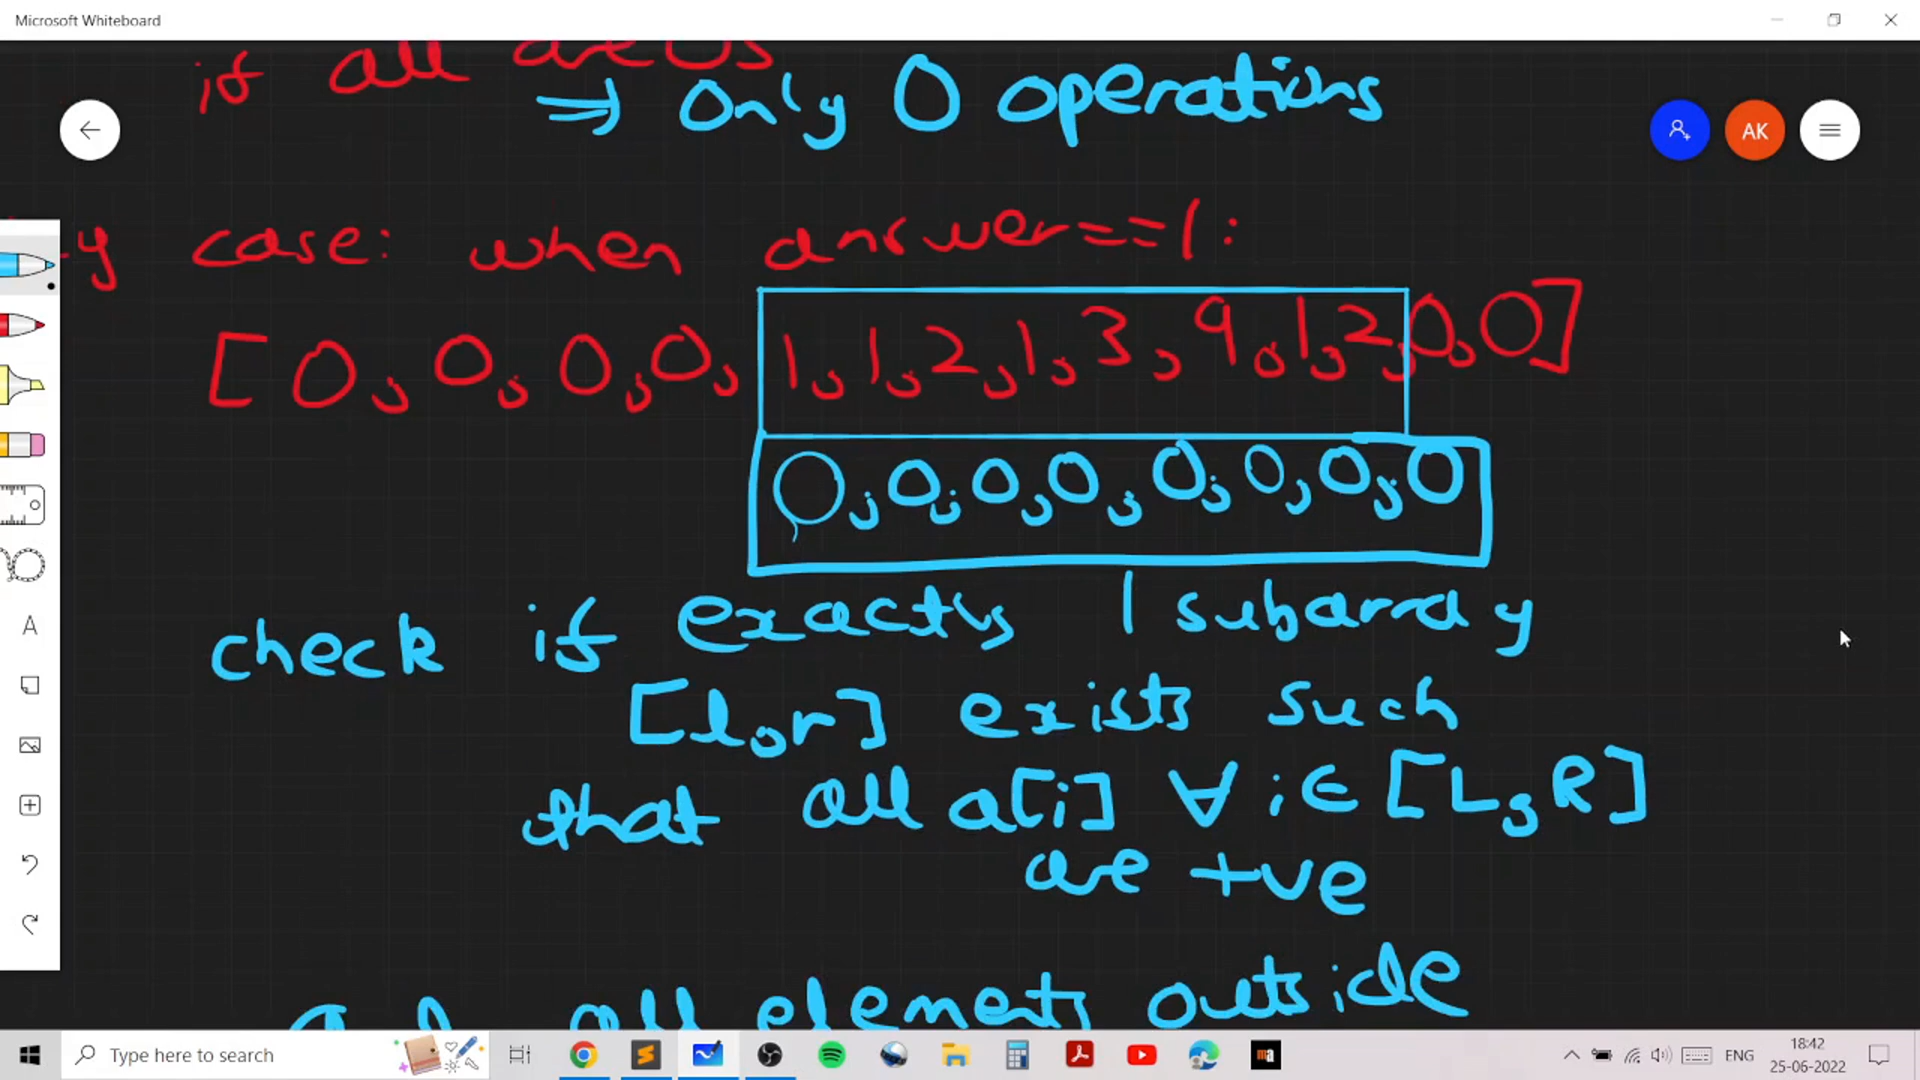 Microsoft Whiteboard
if all are 0s
⇒ Only 0 operations
AK
y case: when answer==1:
[0, 0, 0, 0, 1, 1, 2, 1, 3, 9, 1, 2, 0, 0]
0, 0, 0, 0, 0, 0, 0, 0
check if exactly 1 subarray
[l, r] exists such
that all a[i] ∀ i ∈ [L, R]
are +ve
all elements outside
A
Type here to search
ma
ENG
18:42
25-06-2022